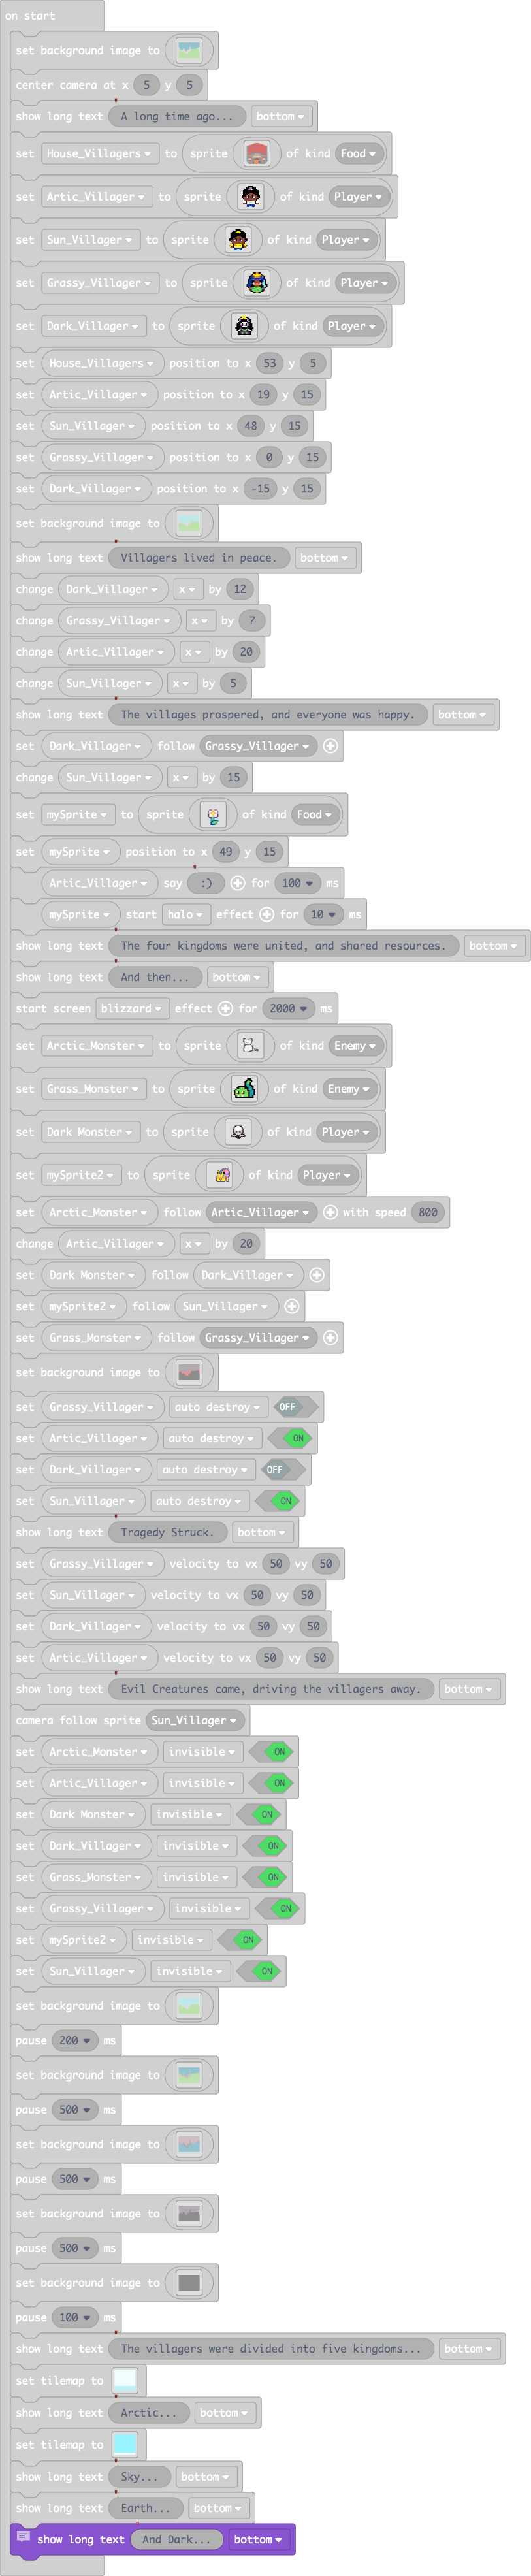 on start
set background image to
center camera at x 5 y 5
show long text A long time ago... bottom
set House_Villagers to sprite of kind Food
set Artic_Villager to sprite of kind Player
set Sun_Villager to sprite of kind Player
set Grassy_Villager to sprite of kind Player
set Dark_Villager to sprite of kind Player
set House_Villagers position to x 53 y 5
set Artic_Villager position to x 19 y 15
set Sun_Villager position to x 48 y 15
set Grassy_Villager position to x 0 y 15
set Dark_Villager position to x -15 y 15
set background image to
show long text Villagers lived in peace. bottom
change Dark_Villager x by 12
change Grassy_Villager x by 7
change Artic_Villager x by 20
change Sun_Villager x by 5
show long text The villages prospered, and everyone was happy. bottom
set Dark_Villager follow Grassy_Villager
change Sun_Villager x by 15
set mySprite to sprite of kind Food
set mySprite position to x 49 y 15
Artic_Villager say :) for 100 ms
mySprite start halo effect for 10 ms
show long text The four kingdoms were united, and shared resources. bottom
show long text And then... bottom
start screen blizzard effect for 2000 ms
set Arctic_Monster to sprite of kind Enemy
set Grass_Monster to sprite of kind Enemy
set Dark Monster to sprite of kind Player
set mySprite2 to sprite of kind Player
set Arctic_Monster follow Artic_Villager with speed 800
change Artic_Villager x by 20
set Dark Monster follow Dark_Villager
set mySprite2 follow Sun_Villager
set Grass_Monster follow Grassy_Villager
set background image to
set Grassy_Villager auto destroy OFF
set Artic_Villager auto destroy ON
set Dark_Villager auto destroy OFF
set Sun_Villager auto destroy ON
show long text Tragedy Struck. bottom
set Grassy_Villager velocity to vx 50 vy 50
set Sun_Villager velocity to vx 50 vy 50
set Dark_Villager velocity to vx 50 vy 50
set Artic_Villager velocity to vx 50 vy 50
show long text Evil Creatures came, driving the villagers away. bottom
camera follow sprite Sun_Villager
set Arctic_Monster invisible ON
set Artic_Villager invisible ON
set Dark Monster invisible ON
set Dark_Villager invisible ON
set Grass_Monster invisible ON
set Grassy_Villager invisible ON
set mySprite2 invisible ON
set Sun_Villager invisible ON
set background image to
pause 200 ms
set background image to
pause 500 ms
set background image to
pause 500 ms
set background image to
pause 500 ms
set background image to
pause 100 ms
show long text The villagers were divided into five kingdoms... bottom
set tilemap to
show long text Arctic... bottom
set tilemap to
show long text Sky... bottom
show long text Earth... bottom
show long text And Dark... bottom